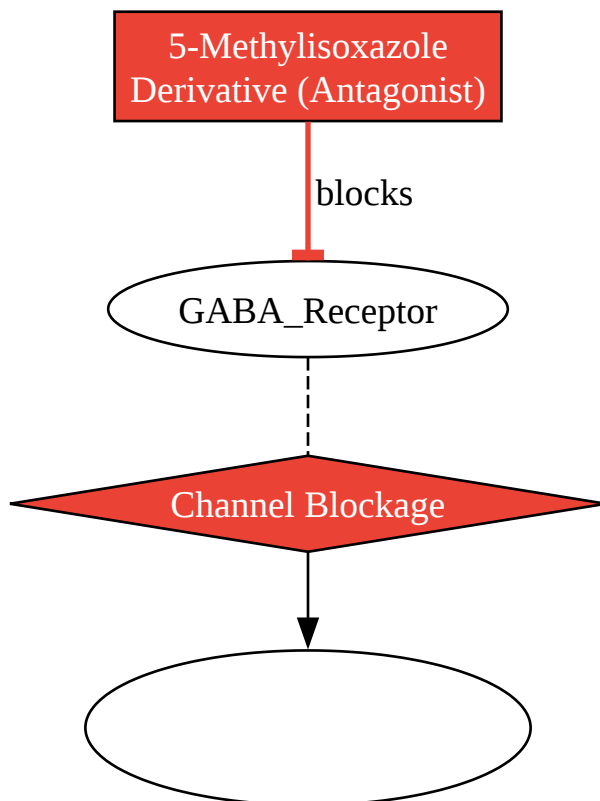 5-Methylisoxazole
Derivative (Antagonist)
blocks
GABA_Receptor
Channel Blockage